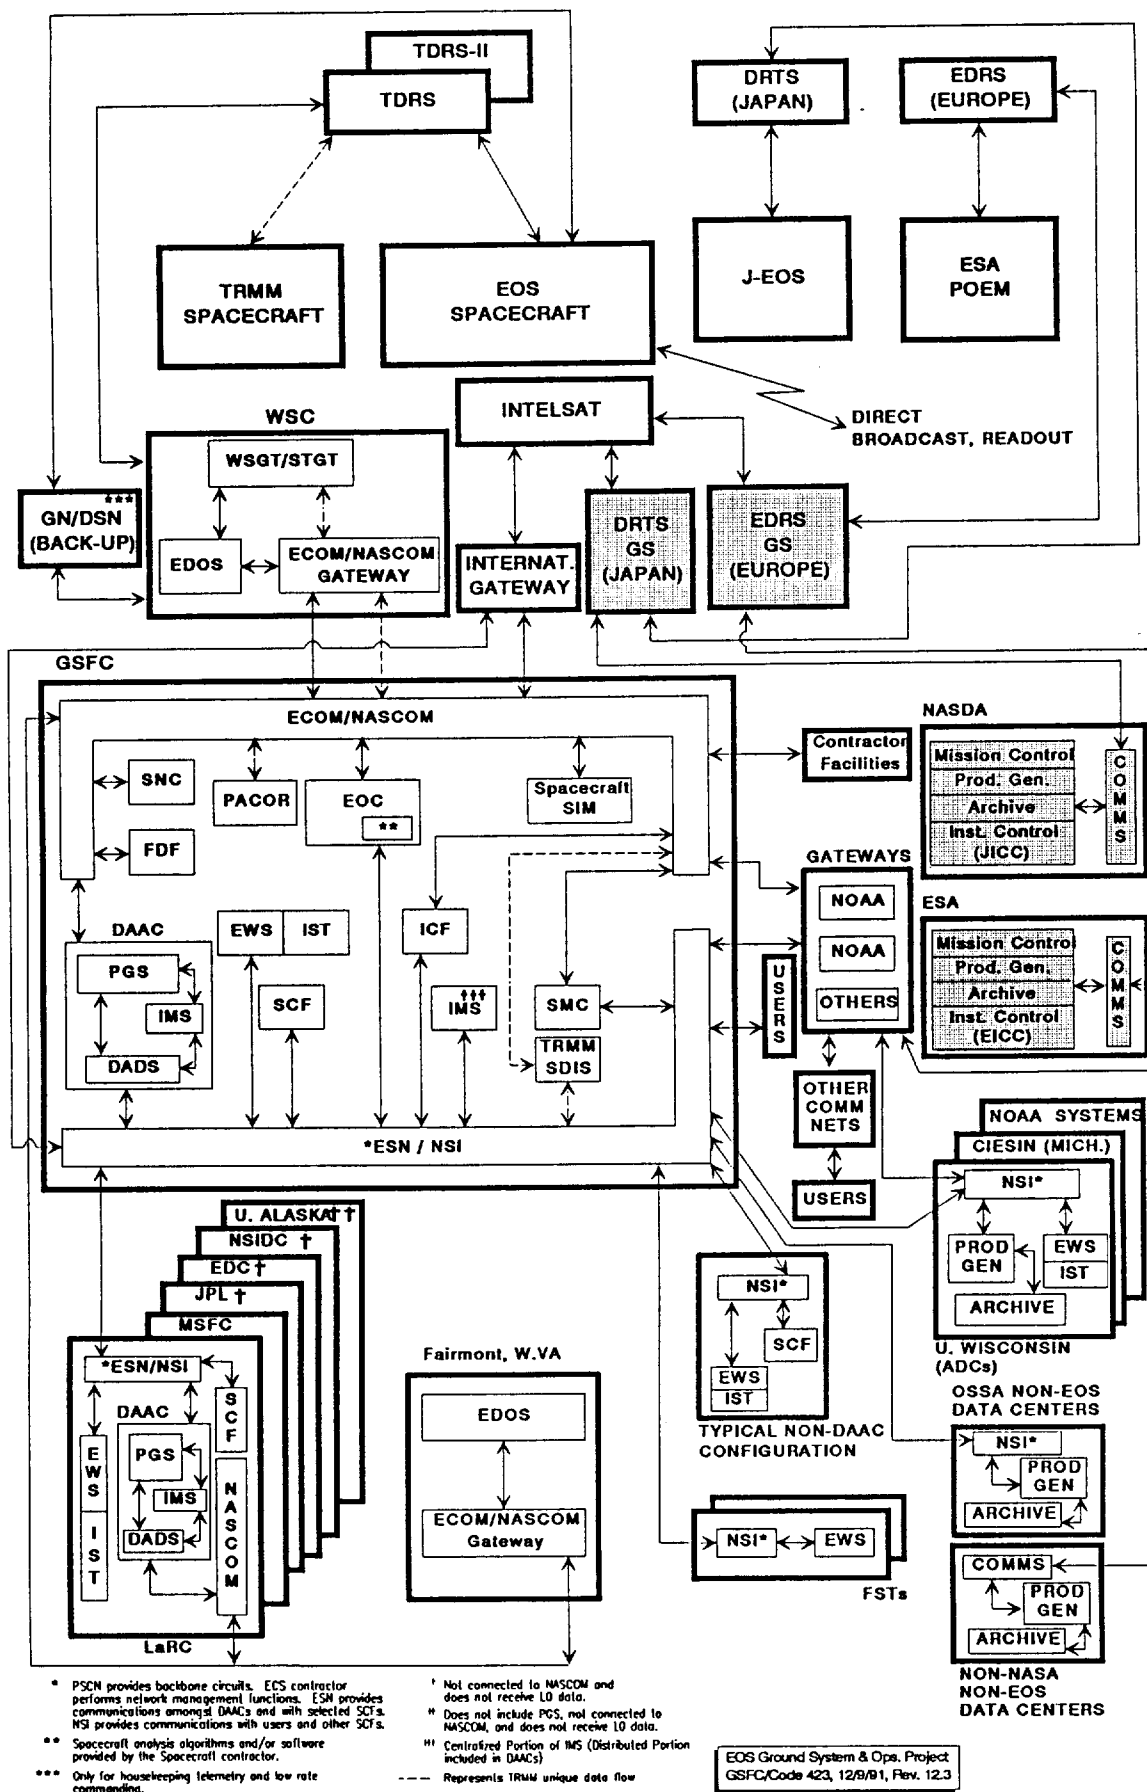 TDRS-II
TDRS
DRTS
(JAPAN)
EDRS
(EUROPE)
TRMM
SPACECRAFT
EOS
SPACECRAFT
J-EOS
ESA
POEM
INTELSAT
DIRECT
BROADCAST, READOUT
WSC
WSGT/STGT
EDOS
ECOM/NASCOM
GATEWAY
***
GN/DSN
(BACK-UP)
INTERNAT.
GATEWAY
DRTS
GS
(JAPAN)
EDRS
GS
(EUROPE)
GSFC
ECOM/NASCOM
SNC
FDF
PACOR
EOC
**
Spacecraft
SIM
DAAC
PGS
IMS
DADS
EWS
IST
SCF
ICF
†††
IMS
SMC
TRMM
SDIS
*ESN / NSI
Contractor
Facilities
GATEWAYS
NOAA
NOAA
OTHERS
USERS
OTHER
COMM
NETS
USERS
NASDA
Mission Control
Prod. Gen.
Archive
Inst. Control
(JICC)
COMMS
ESA
Mission Control
Prod. Gen.
Archive
Inst. Control
(EICC)
COMMS
NOAA SYSTEMS
CIESIN (MICH.)
NSI*
PROD
GEN
EWS
IST
ARCHIVE
U. WISCONSIN
(ADCs)
U. ALASKA††
NSIDC †
EDC †
JPL †
MSFC
*ESN/NSI
DAAC
PGS
IMS
DADS
EWS
IST
SCF
NASCOM
LaRC
Fairmont, W.VA
EDOS
ECOM/NASCOM
Gateway
NSI*
SCF
EWS
IST
TYPICAL NON-DAAC
CONFIGURATION
NSI*
EWS
FSTs
OSSA NON-EOS
DATA CENTERS
NSI*
PROD
GEN
ARCHIVE
COMMS
PROD
GEN
ARCHIVE
NON-NASA
NON-EOS
DATA CENTERS
* PSCN provides backbone circuits. ECS contractor
performs network management functions. ESN provides
communications amongst DAACs and with selected SCFs.
NSI provides communications with users and other SCFs.
** Spacecraft analysis algorithms and/or software
provided by the Spacecraft contractor.
*** Only for housekeeping telemetry and low rate
commanding.
† Not connected to NASCOM and
does not receive L0 data.
†† Does not include PGS, not connected to
NASCOM, and does not receive L0 data.
††† Centralized Portion of IMS (Distributed Portion
included in DAACs)
---- Represents TRMM unique data flow
EOS Ground System & Ops. Project
GSFC/Code 423, 12/9/91, Rev. 12.3